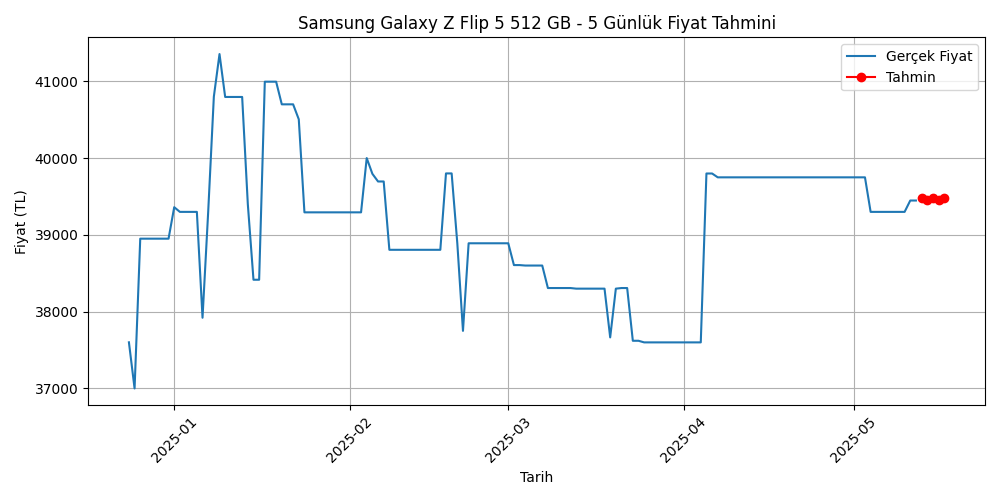 Samsung Galaxy Z Flip 5 512 GB - 5 Günlük Fiyat Tahmini
Gerçek Fiyat
Tahmin
Fiyat (TL)
41000
40000
39000
38000
37000
2025-01
2025-02
2025-03
2025-04
2025-05
Tarih